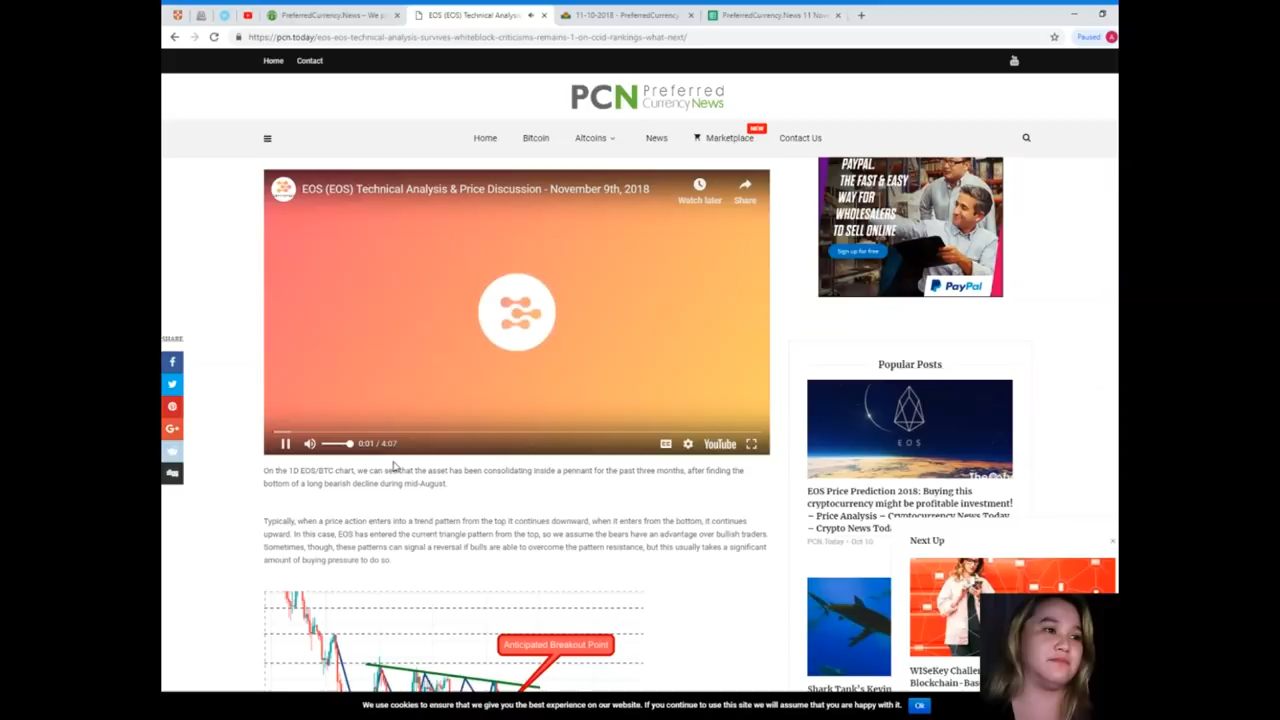 PreferredCurrency.News – We p
EOS (EOS) Technical Analysis
11-10-2018 - PreferredCurrency
PreferredCurrency.News 11 Nov
https://pcn.today/eos-eos-technical-analysis-survives-whiteblock-criticisms-remains-1-on-ccid-rankings-what-next/
Paused
A
Home Contact
PCN Preferred
CurrencyNews
NEW
Home Bitcoin Altcoins News Marketplace Contact Us
EOS (EOS) Technical Analysis & Price Discussion - November 9th, 2018
Watch later Share
0:01 / 4:07
CC
YouTube
PAYPAL.
THE FAST & EASY
WAY FOR
WHOLESALERS
TO SELL ONLINE
Sign up for free
PayPal
SHARE
On the 1D EOS/BTC chart, we can see that the asset has been consolidating inside a pennant for the past three months, after finding the
bottom of a long bearish decline during mid-August.
Typically, when a price action enters into a trend pattern from the top it continues downward, when it enters from the bottom, it continues
upward. In this case, EOS has entered the current triangle pattern from the top, so we assume the bears have an advantage over bullish traders.
Sometimes, though, these patterns can signal a reversal if bulls are able to overcome the pattern resistance, but this usually takes a significant
amount of buying pressure to do so.
Anticipated Breakout Point
Popular Posts
EOS
EOS Price Prediction 2018: Buying this
cryptocurrency might be profitable investment!
– Price Analysis – Cryptocurrency News Today
– Crypto News Toda
PCN.Today - Oct 10
Next Up
WISeKey Challen
Blockchain-Base
Shark Tank's Kevin
We use cookies to ensure that we give you the best experience on our website. If you continue to use this site we will assume that you are happy with it.
Ok